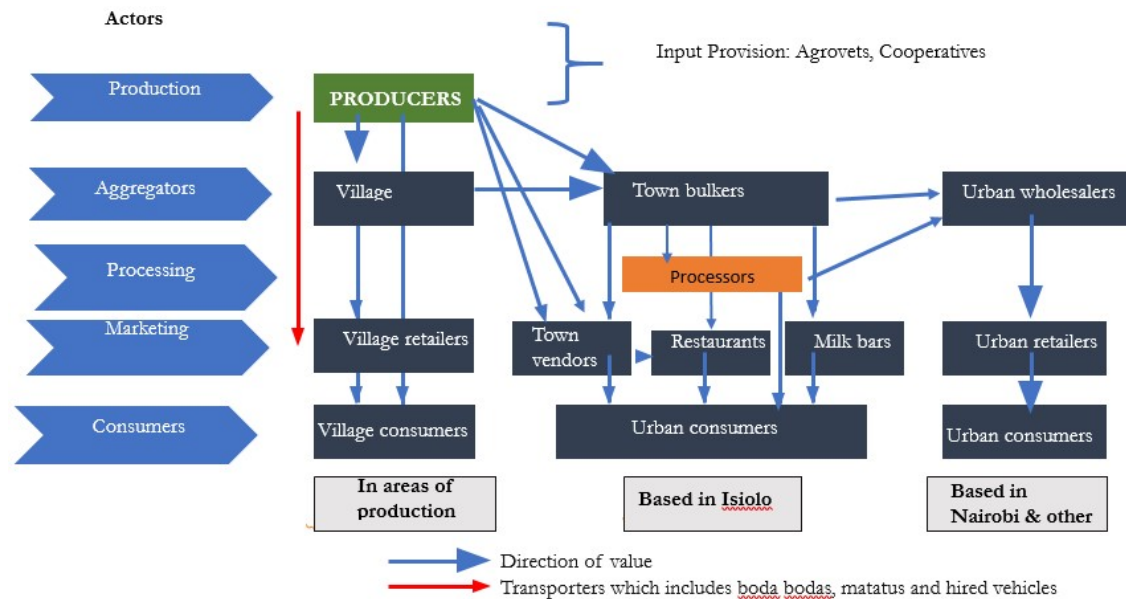 Actors
Input Provision: Agrovets, Cooperatives
Production
PRODUCERS
Aggregators
Village
Town bulkers
Urban wholesalers
Processing
Processors
Marketing
Village retailers
Town
vendors
Restaurants
Milk bars
Urban retailers
Consumers
Village consumers
Urban consumers
Urban consumers
In areas of
production
Based in Isiolo
Based in
Nairobi & other
Direction of value
Transporters which includes boda bodas, matatus and hired vehicles